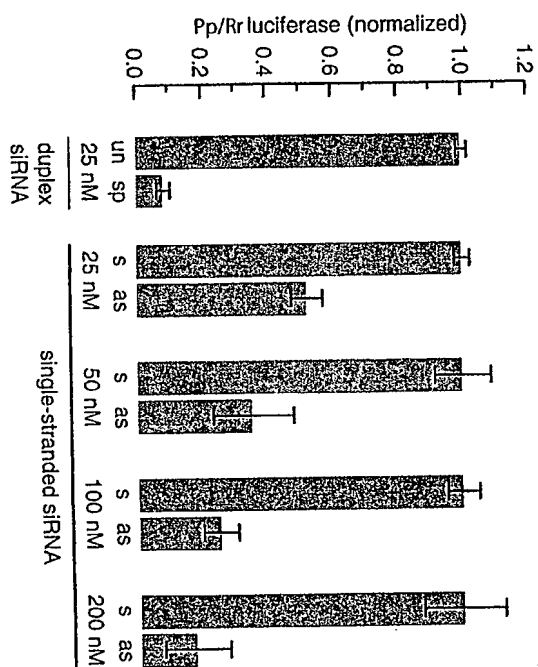 Pp/Rr luciferase (normalized)
0.0 0.2 0.4 0.6 0.8 1.0 1.2
un sp s as s as s as s as
25 nM 25 nM 50 nM 100 nM 200 nM
duplex
siRNA
single-stranded siRNA